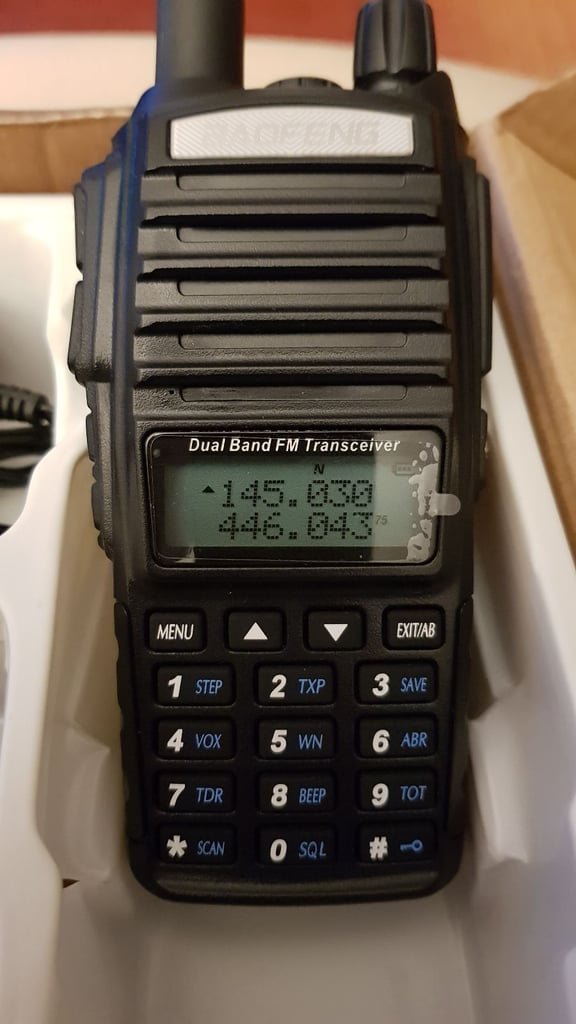 BAOFENG
Dual Band FM Transceiver
N
145.030
446.043 75
MENU EXIT/AB
1 STEP 2 TXP 3 SAVE
4 VOX 5 WN 6 ABR
7 TDR 8 BEEP 9 TOT
* SCAN 0 SQL #